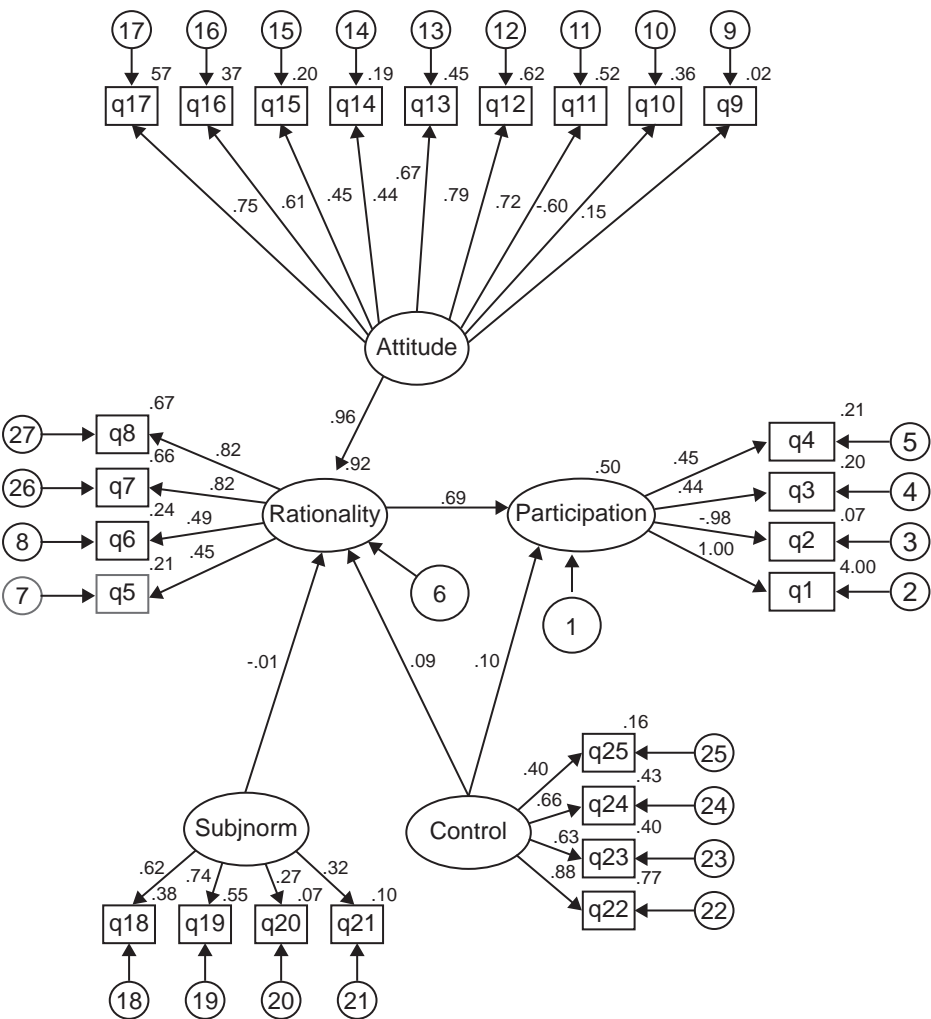 17 16 15 14 13 12 11 10 9
57 37 .20 .19 .45 .62 .52 .36 .02
q17 q16 q15 q14 q13 q12 q11 q10 q9
.67
.75 .61 .45 .44 .79 .72 -.60 .15
Attitude
.96
.67
27 q8
.82
.66
26 q7
.82
.24
8 q6
.49
.21
7 q5
.45
.92
Rationality
.69
6
.50
Participation
1
.21
.45 q4 5
.20
.44 q3 4
.07
-.98 q2 3
4.00
1.00 q1 2
-.01 .09 .10
.16
.40 q25 25
.43
.66 q24 24
.40
.63 q23 23
.77
.88 q22 22
Control
Subjnorm
.62 .74 .27 .32
.38 .55 .07 .10
q18 q19 q20 q21
18 19 20 21